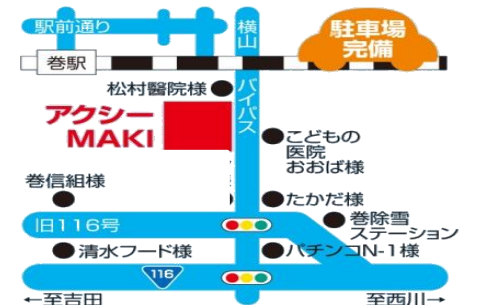 駅前通り
横山
バイパス
駐車場
完備
巻駅
松村醫院様
アクシー
MAKI
こどもの
医院
おおば様
巻信組様
たかだ様
巻除雪
ステーション
旧116号
清水フード様
パチンコN-1様
116
←至吉田
至西川→